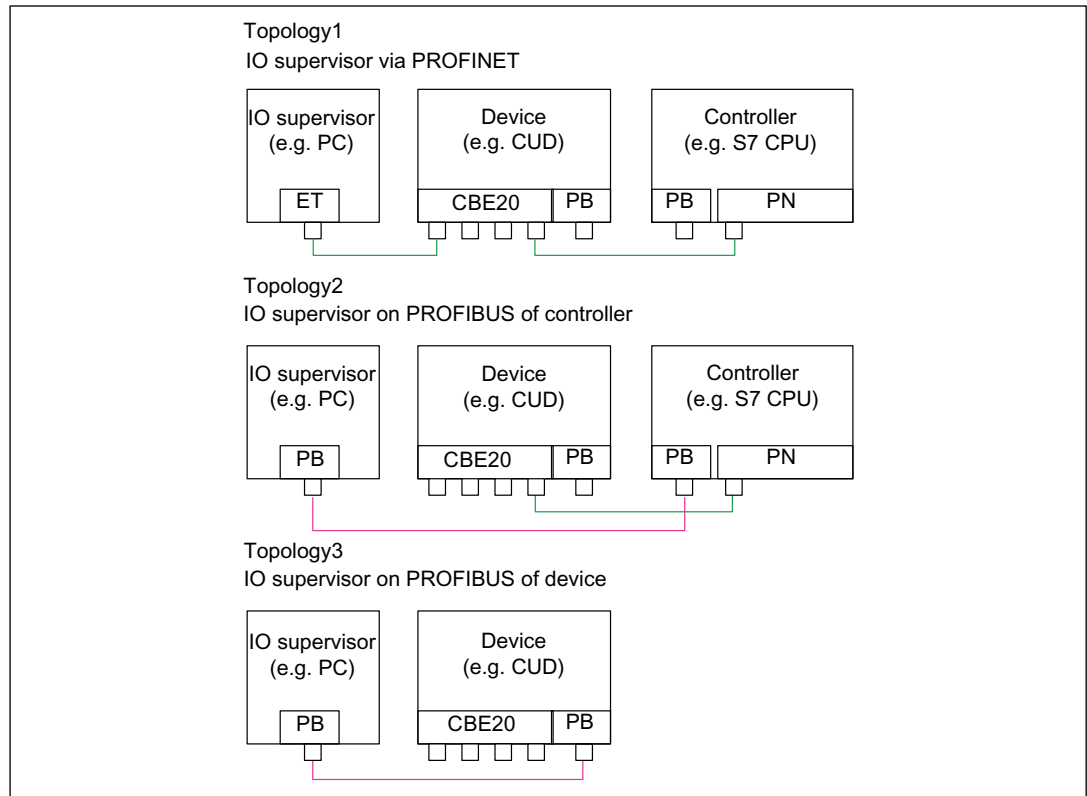 Topology1
IO supervisor via PROFINET
IO supervisor
(e.g. PC)
ET
Device
(e.g. CUD)
CBE20
PB
Controller
(e.g. S7 CPU)
PB
PN
Topology2
IO supervisor on PROFIBUS of controller
IO supervisor
(e.g. PC)
PB
Device
(e.g. CUD)
CBE20
PB
Controller
(e.g. S7 CPU)
PB
PN
Topology3
IO supervisor on PROFIBUS of device
IO supervisor
(e.g. PC)
PB
Device
(e.g. CUD)
CBE20
PB